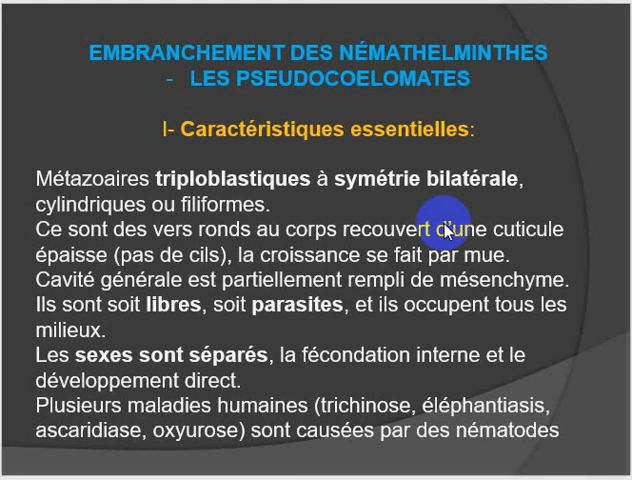 EMBRANCHEMENT DES NÉMATHELMINTHES
- LES PSEUDOCOELOMATES
I- Caractéristiques essentielles:
Métazoaires triploblastiques à symétrie bilatérale,
cylindriques ou filiformes.
Ce sont des vers ronds au corps recouvert d'une cuticule
épaisse (pas de cils), la croissance se fait par mue.
Cavité générale est partiellement rempli de mésenchyme.
Ils sont soit libres, soit parasites, et ils occupent tous les
milieux.
Les sexes sont séparés, la fécondation interne et le
développement direct.
Plusieurs maladies humaines (trichinose, éléphantiasis,
ascaridiase, oxyurose) sont causées par des nématodes